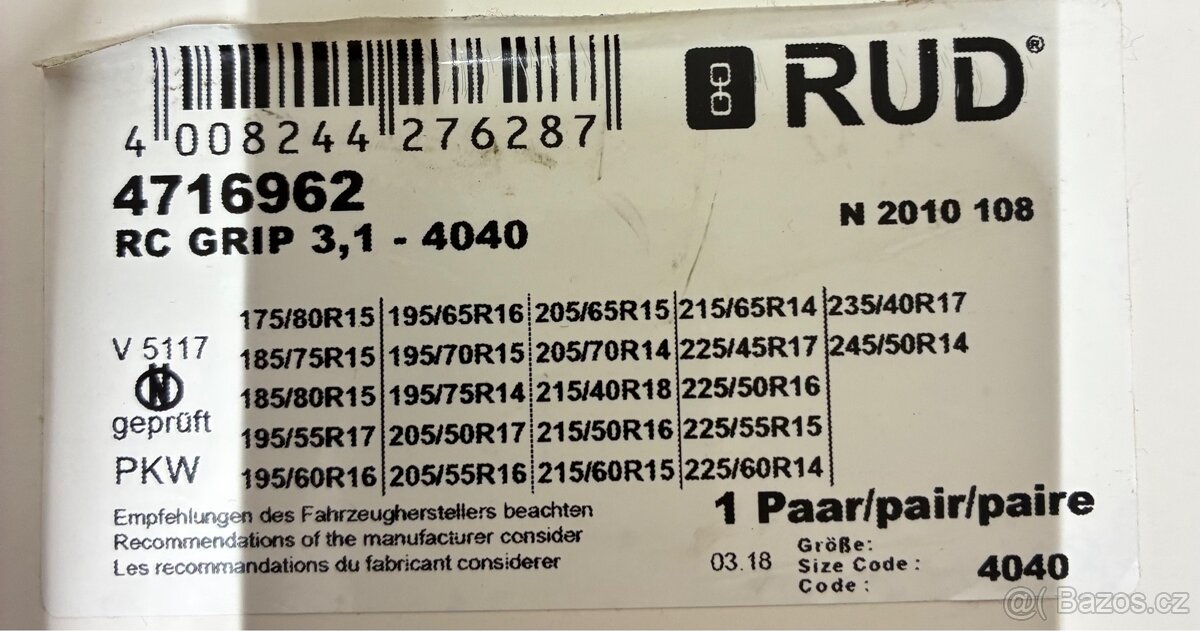 4 008244 276287
RUD®
4716962
N 2010 108
RC GRIP 3,1 - 4040
175/80R15 195/65R16 205/65R15 215/65R14 235/40R17
V 5117
185/75R15 195/70R15 205/70R14 225/45R17 245/50R14
N
185/80R15 195/75R14 215/40R18 225/50R16
geprüft
195/55R17 205/50R17 215/50R16 225/55R15
PKW
195/60R16 205/55R16 215/60R15 225/60R14
Empfehlungen des Fahrzeugherstellers beachten
1 Paar/pair/paire
Recommendations of the manufacturer consider
Les recommandations du fabricant considerer
03.18
Größe:
Size Code :
Code :
4040
@( Bazos.cz